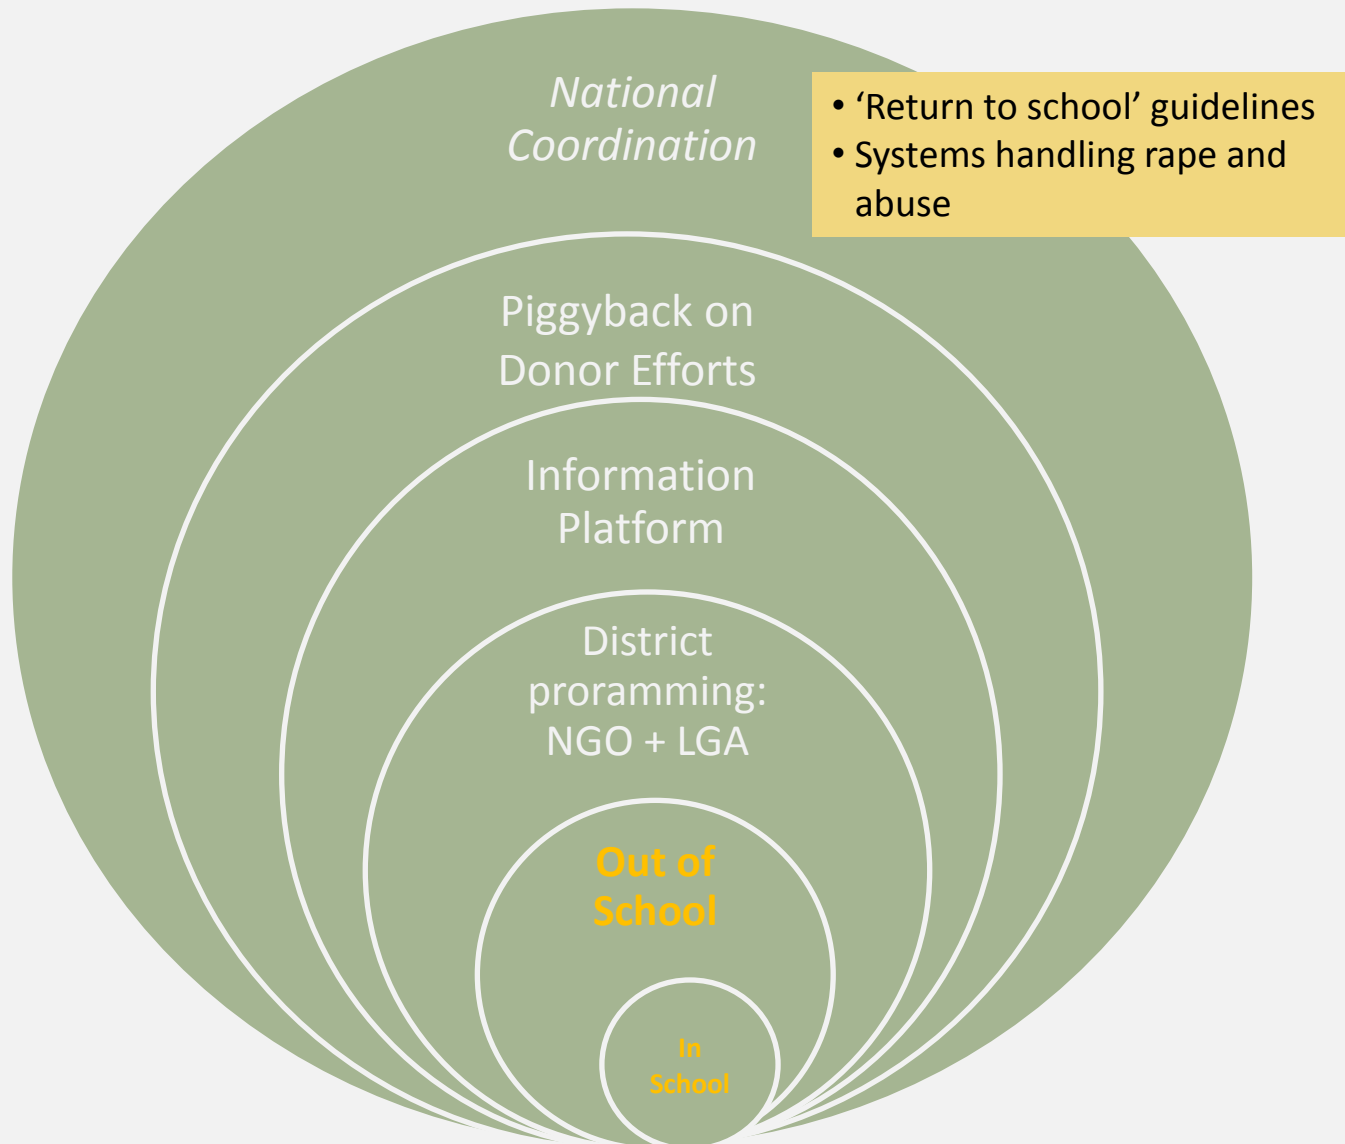 National
Coordination
• ‘Return to school’ guidelines
• Systems handling rape and
abuse
Piggyback on
Donor Efforts
Information
Platform
District
proramming:
NGO + LGA
Out of
School
In
School